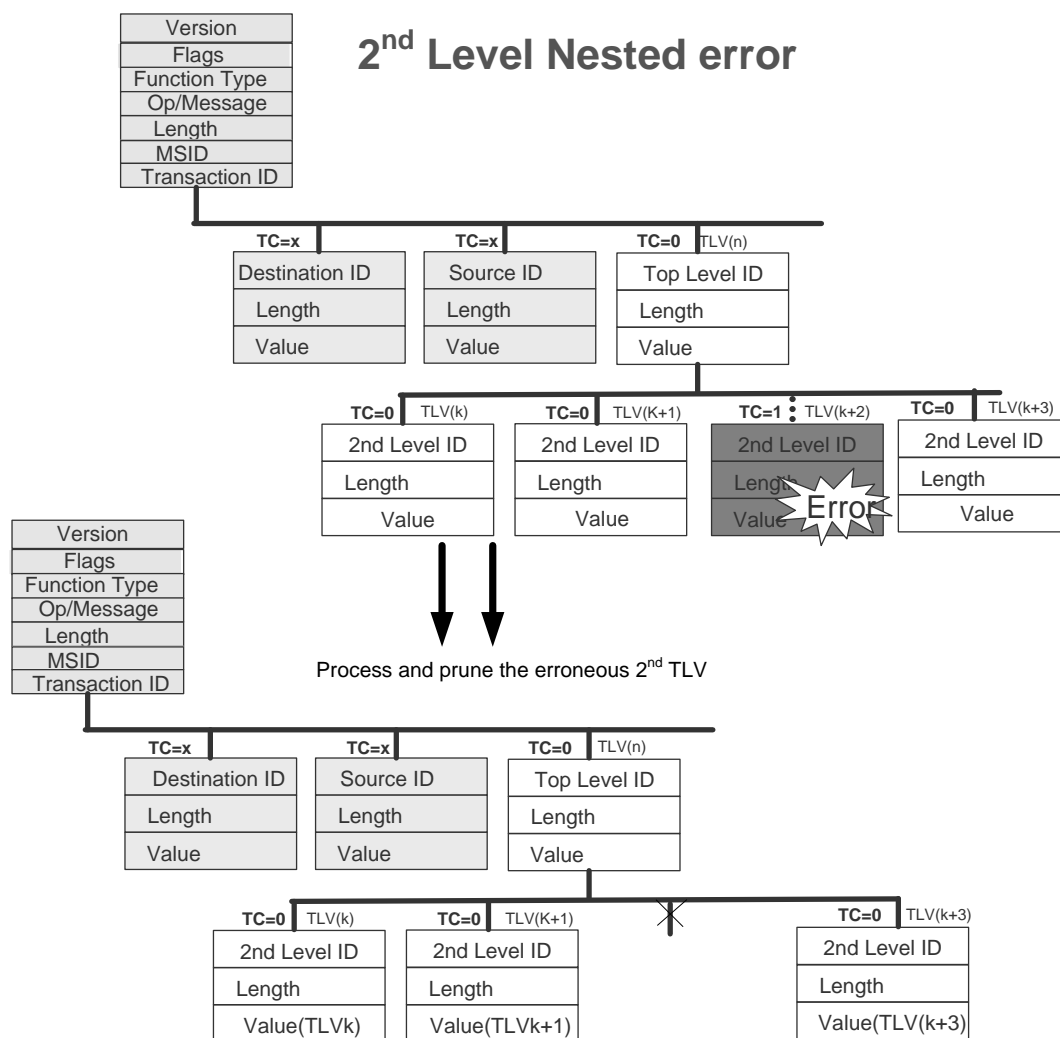 2nd Level Nested error
Version
Flags
Function Type
Op/Message
Length
MSID
Transaction ID
TC=x
TC=x
TC=0 TLV(n)
Destination ID
Length
Value
Source ID
Length
Value
Top Level ID
Length
Value
TC=0 TLV(k)
TC=0 TLV(K+1)
TC=1 TLV(k+2)
TC=0 TLV(k+3)
2nd Level ID
Length
Value
2nd Level ID
Length
Value
2nd Level ID
Length
Value
Error
2nd Level ID
Length
Value
Process and prune the erroneous 2nd TLV
Version
Flags
Function Type
Op/Message
Length
MSID
Transaction ID
TC=x
TC=x
TC=0 TLV(n)
Destination ID
Length
Value
Source ID
Length
Value
Top Level ID
Length
Value
TC=0 TLV(k)
TC=0 TLV(K+1)
TC=0 TLV(k+3)
2nd Level ID
Length
Value(TLVk)
2nd Level ID
Length
Value(TLVk+1)
2nd Level ID
Length
Value(TLV(k+3)